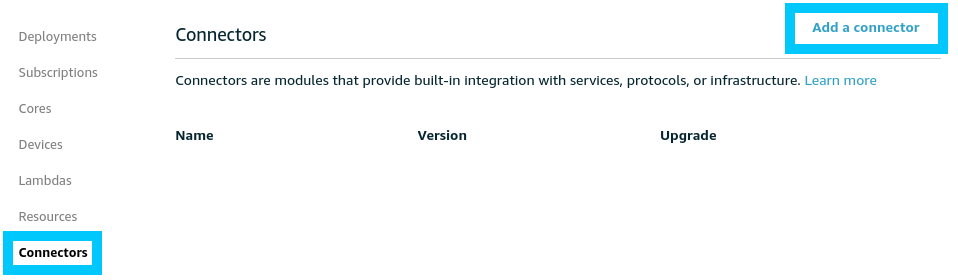 Deployments
Subscriptions
Cores
Devices
Lambdas
Resources
Connectors
Connectors
Add a connector
Connectors are modules that provide built-in integration with services, protocols, or infrastructure. Learn more
Name Version Upgrade